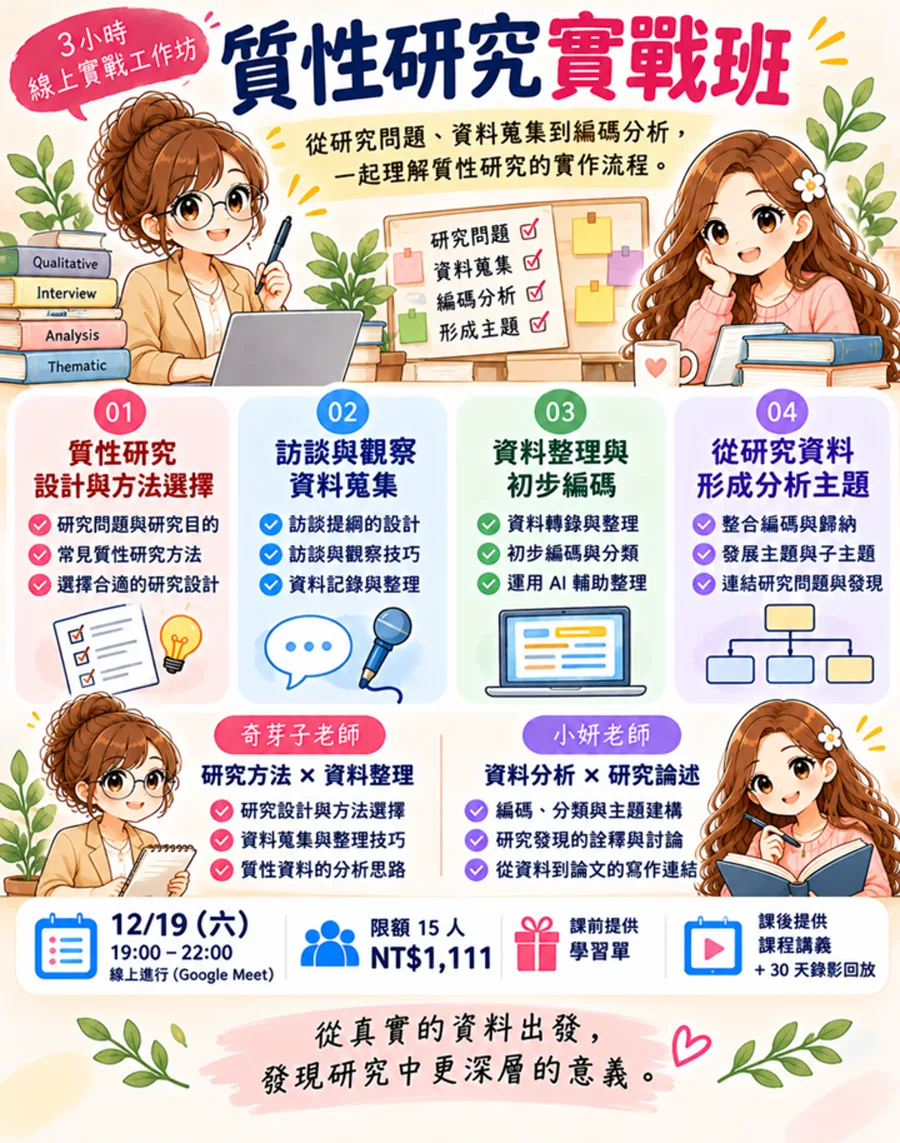 3小時
線上實戰工作坊
質性研究實戰班
從研究問題、資料蒐集到編碼分析，
一起理解質性研究的實作流程。
研究問題
資料蒐集
編碼分析
形成主題
Qualitative
Interview
Analysis
Thematic
01
質性研究
設計與方法選擇
研究問題與研究目的
常見質性研究方法
選擇合適的研究設計
02
訪談與觀察
資料蒐集
訪談提綱的設計
訪談與觀察技巧
資料記錄與整理
03
資料整理與
初步編碼
資料轉錄與整理
初步編碼與分類
運用 AI 輔助整理
04
從研究資料
形成分析主題
整合編碼與歸納
發展主題與子主題
連結研究問題與發現
奇芽子老師
研究方法 × 資料整理
研究設計與方法選擇
資料蒐集與整理技巧
質性資料的分析思路
小妍老師
資料分析 × 研究論述
編碼、分類與主題建構
研究發現的詮釋與討論
從資料到論文的寫作連結
12/19（六）
19:00 – 22:00
線上進行 (Google Meet)
限額 15 人
NT$1,111
課前提供
學習單
課後提供
課程講義
+ 30 天錄影回放
從真實的資料出發，
發現研究中更深層的意義。